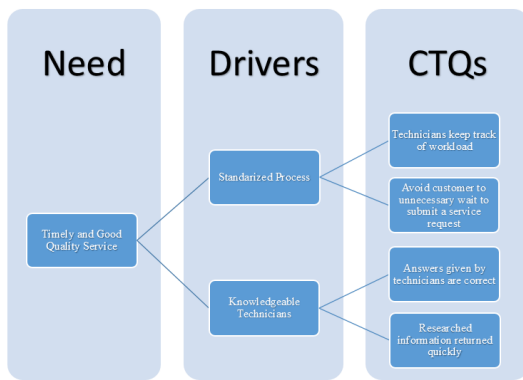 Need
Drivers
CTQs
Timely and Good
Quality Service
Standarized Process
Knowledgeable
Technicians
Technicians keep track
of workload
Avoid customer to
unnecessary wait to
submit a service
request
Answers given by
technicians are correct
Researched
information returned
quickly